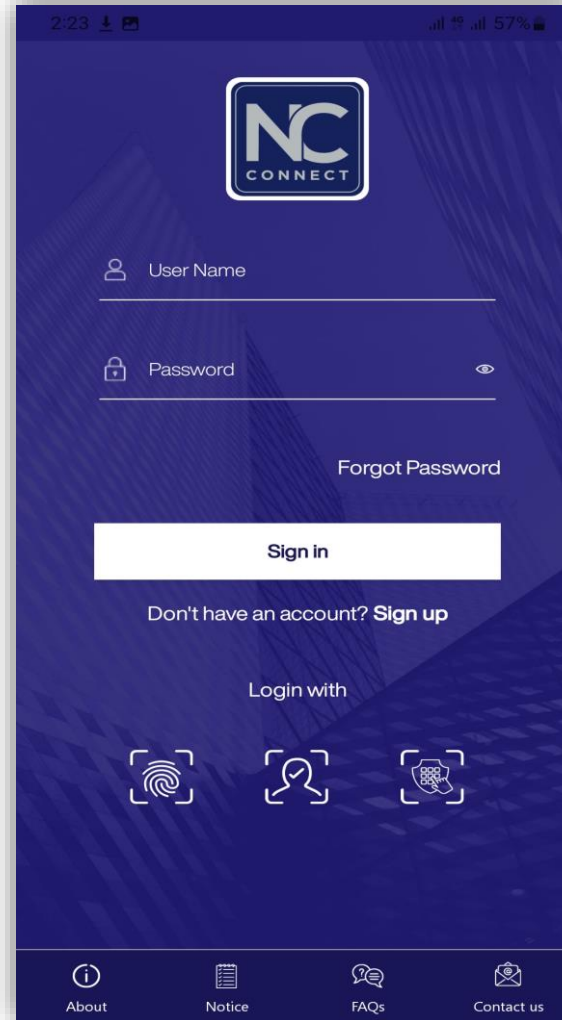 2:23
4G
57%
NC
CONNECT
User Name
Password
Forgot Password
Sign in
Don't have an account? Sign up
Login with
About
Notice
FAQs
Contact us